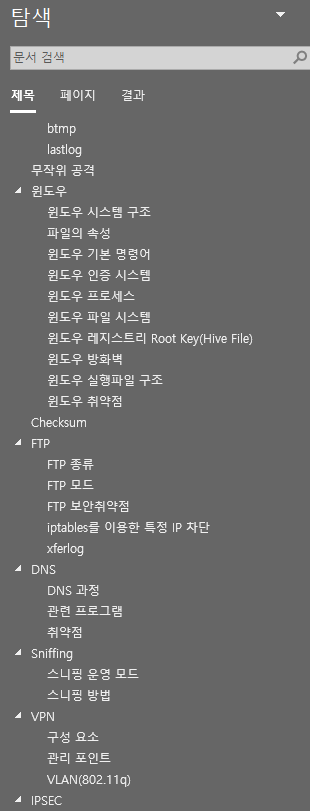 탐색
문서 검색
제목 페이지 결과
btmp
lastlog
무작위 공격
윈도우
윈도우 시스템 구조
파일의 속성
윈도우 기본 명령어
윈도우 인증 시스템
윈도우 프로세스
윈도우 파일 시스템
윈도우 레지스트리 Root Key(Hive File)
윈도우 방화벽
윈도우 실행파일 구조
윈도우 취약점
Checksum
FTP
FTP 종류
FTP 모드
FTP 보안취약점
iptables를 이용한 특정 IP 차단
xferlog
DNS
DNS 과정
관련 프로그램
취약점
Sniffing
스니핑 운영 모드
스니핑 방법
VPN
구성 요소
관리 포인트
VLAN(802.11q)
IPSEC